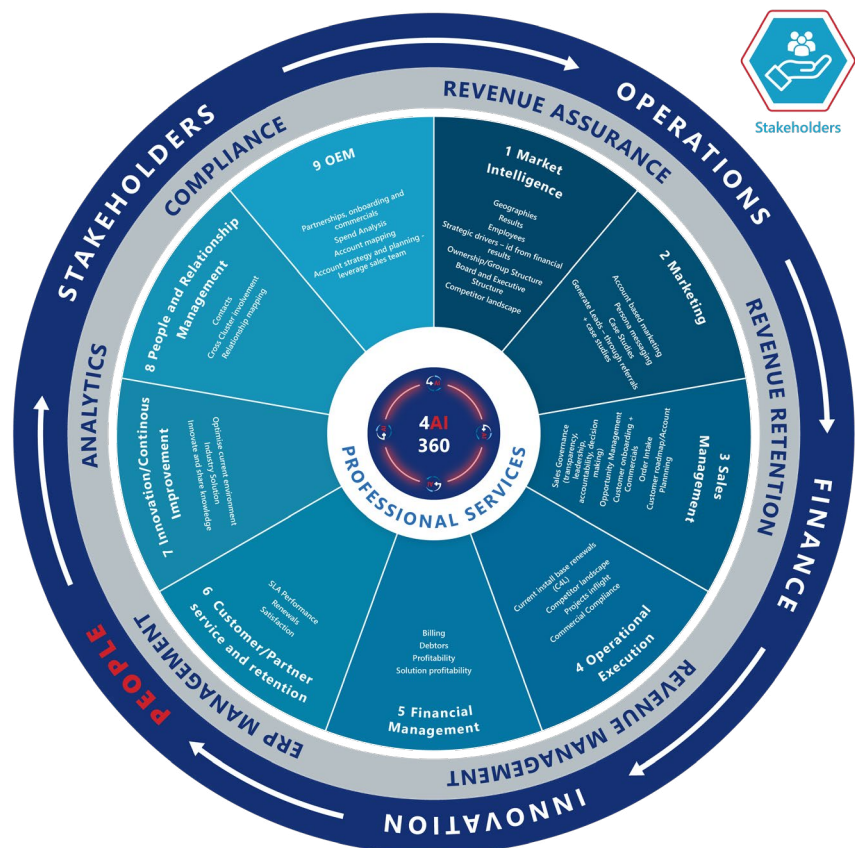 Stakeholders
STAKEHOLDERS
OPERATIONS
FINANCE
INNOVATION
PEOPLE
COMPLIANCE
REVENUE ASSURANCE
REVENUE RETENTION
REVENUE MANAGEMENT
ERP MANAGEMENT
ANALYTICS
1 Market
Intelligence
Geographies
Results
Employees
Strategic drivers – id from financial
results
Ownership/Group Structure
Board and Executive
Structure
Competitor landscape
2 Marketing
Account based marketing
Persona messaging
Case Studies
Generate Leads – through referrals
+ case studies
3 Sales
Management
Sales Governance
(transparency,
leadership,
accountability, decision
making)
Opportunity Management
Customer onboarding +
Commercials
Order Intake
Customer roadmap/Account
Planning
4 Operational
Execution
Current install base renewals
(C4L)
Competitor landscape
Projects inflight
Commercial Compliance
5 Financial
Management
Billing
Debtors
Profitability
Solution profitability
6 Customer/Partner
service and retention
SLA Performance
Renewals
Satisfaction
7 Innovation/Continous
Improvement
Optimise current environment
Industry Solution
Innovate and share knowledge
8 People and Relationship
Management
Contacts
Cross Cluster involvement
Relationship mapping
9 OEM
Partnerships, onboarding and
commercials
Spend Analysis
Account mapping
Account strategy and planning -
leverage sales team
4AI
360
PROFESSIONAL SERVICES